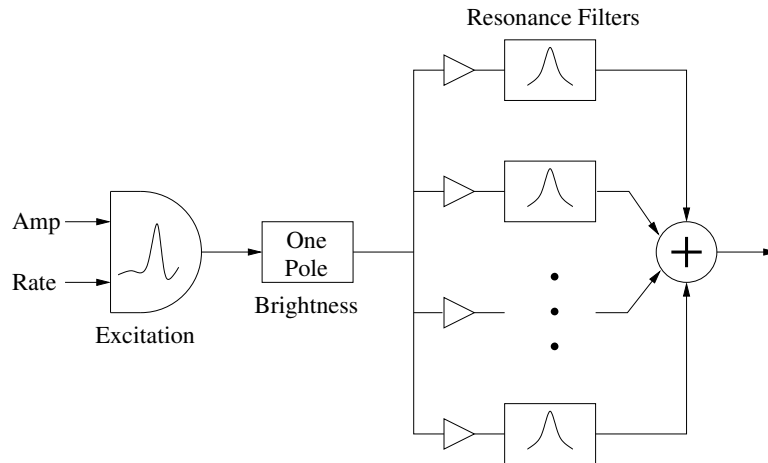 Resonance Filters
Amp
Rate
Excitation
One
Pole
Brightness
+